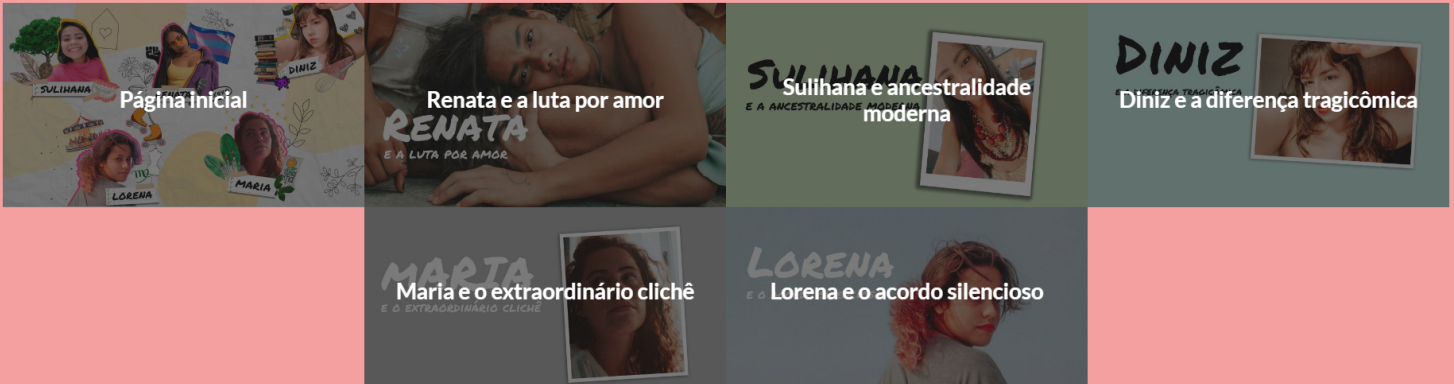 SULIHANA
DINIZ
LORENA
MARIA
Página inicial
RENATA
E A LUTA POR AMOR
Renata e a luta por amor
SULIHANA
E A ANCESTRALIDADE MODERNA
Sulihana e ancestralidade
moderna
DINIZ
Diniz e a diferença tragicômica
MARIA
E O EXTRAORDINÁRIO CLICHÊ
Maria e o extraordinário clichê
LORENA
E O
Lorena e o acordo silencioso